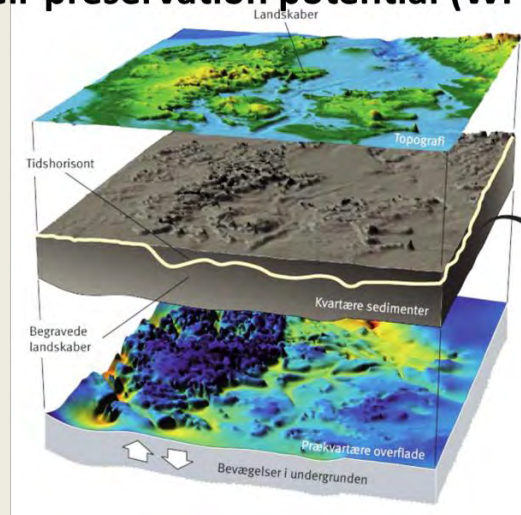 preservation potential
Landskaber
Topografi
Tidshorisont
Kvartære sedimenter
Begravede
landskaber
Prækvartære overflade
Bevægelser i undergrunden